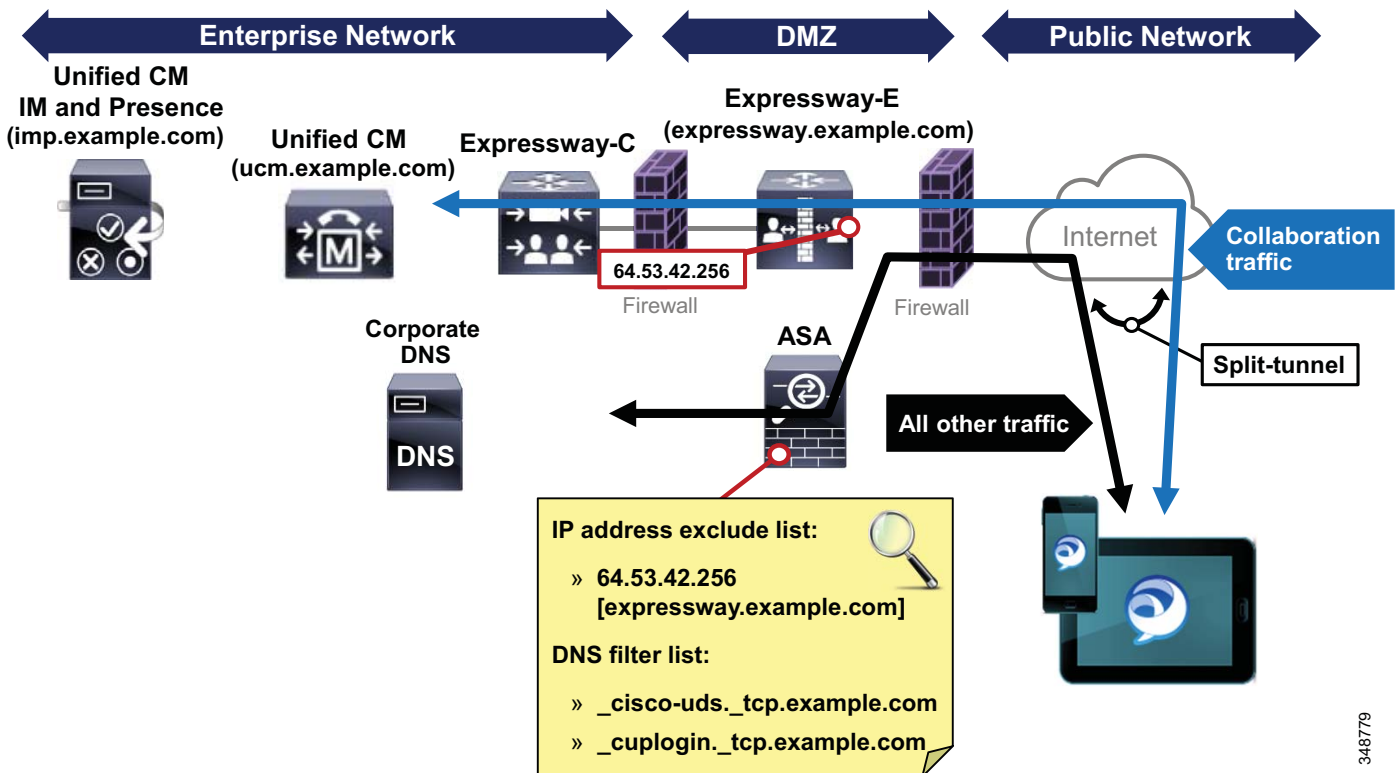 Enterprise Network
DMZ
Public Network
Unified CM
IM and Presence
(imp.example.com)
Unified CM
(ucm.example.com)
Expressway-C
Expressway-E
(expressway.example.com)
M
64.53.42.256
Firewall
Firewall
Internet
Collaboration
traffic
Split-tunnel
Corporate
DNS
DNS
ASA
All other traffic
IP address exclude list:
» 64.53.42.256
[expressway.example.com]
DNS filter list:
» _cisco-uds._tcp.example.com
» _cuplogin._tcp.example.com
348779